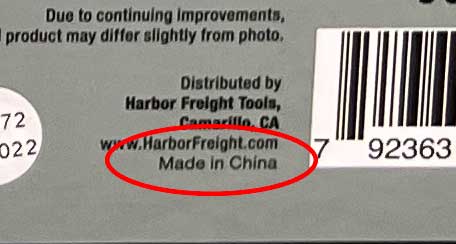 Due to continuing improvements,
product may differ slightly from photo.
Distributed by
Harbor Freight Tools,
Camarillo, CA
www.HarborFreight.com
Made in China
72
022
7 92363